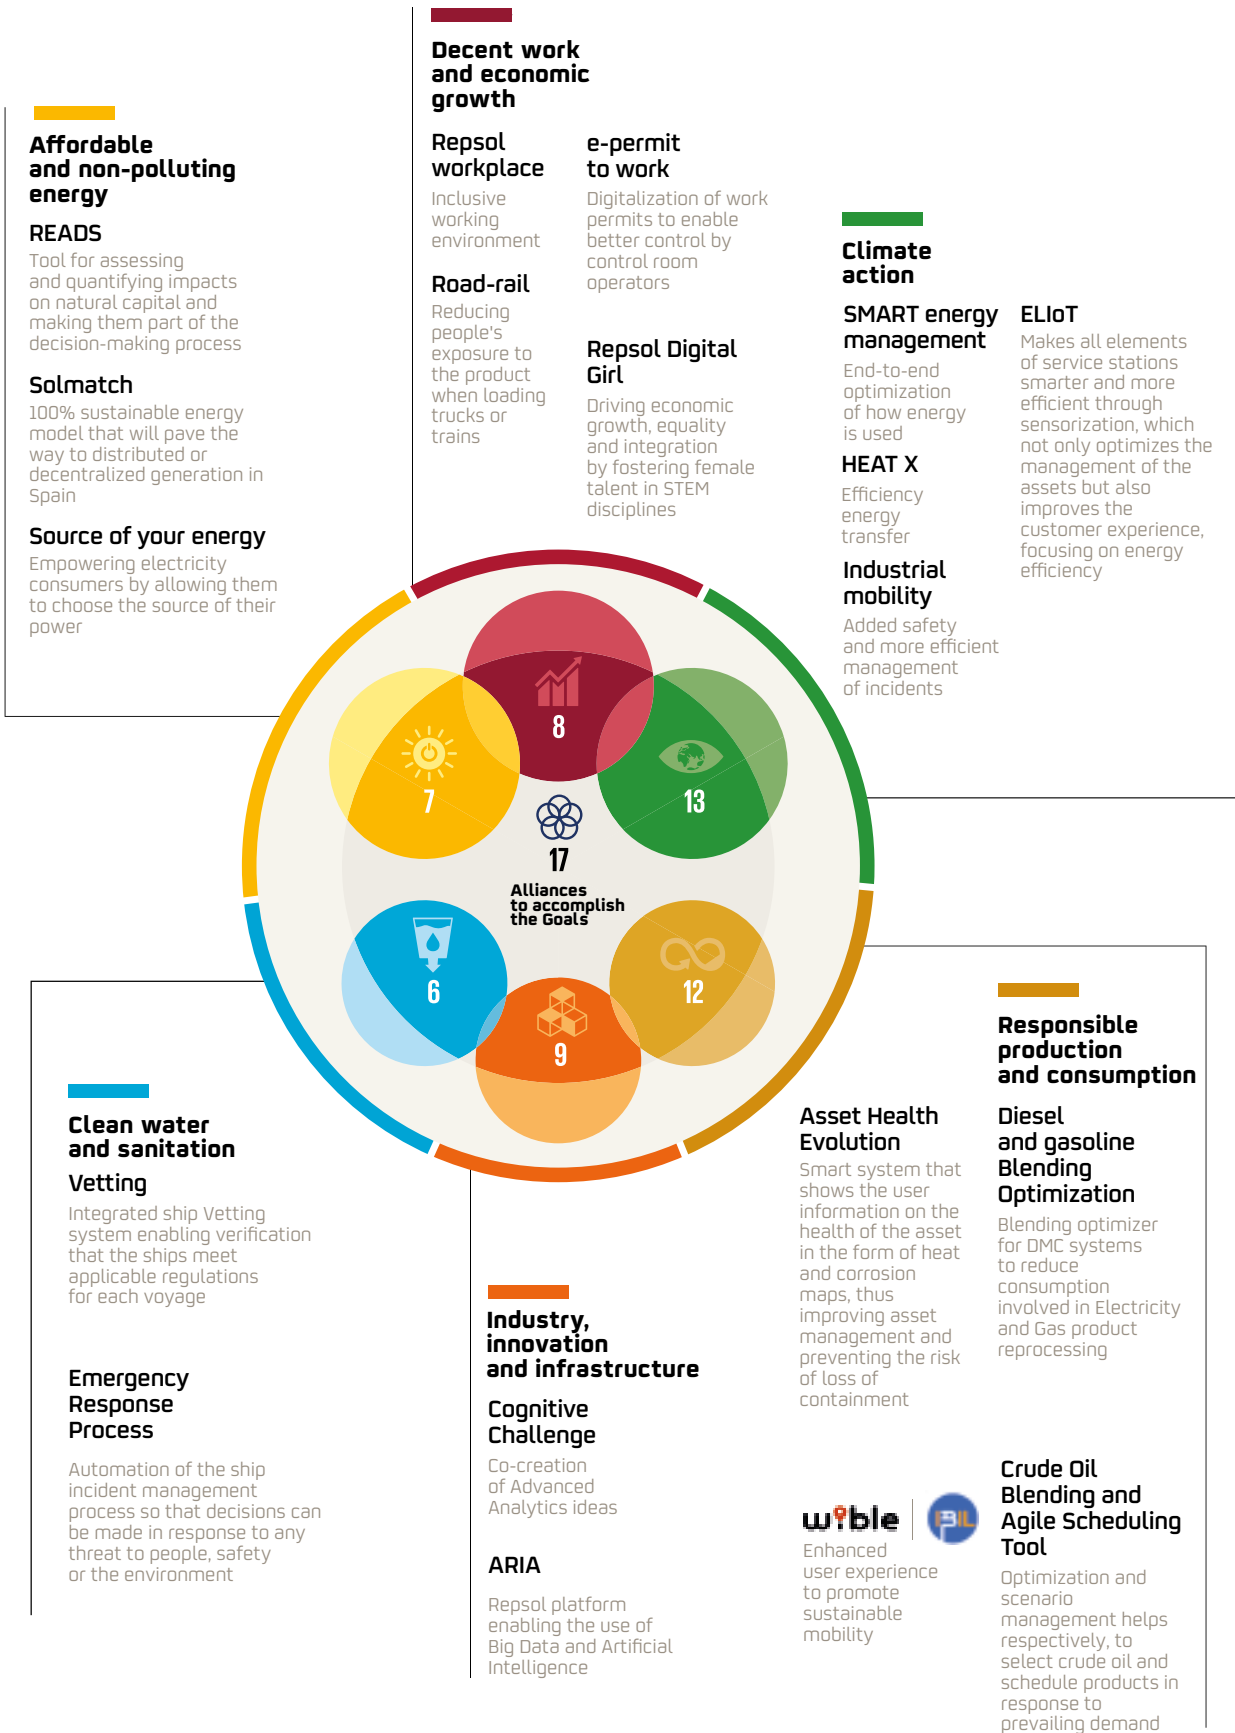 Decent work
and economic
growth
Repsol
workplace
Inclusive
working
environment
Road-rail
Reducing
people's
exposure to
the product
when loading
trucks or
trains
e-permit
to work
Digitalization of work
permits to enable
better control by
control room
operators
Repsol Digital
Girl
Driving economic
growth, equality
and integration
by fostering female
talent in STEM
disciplines
Affordable
and non-polluting
energy
READS
Tool for assessing
and quantifying impacts
on natural capital and
making them part of the
decision-making process
Solmatch
100% sustainable energy
model that will pave the
way to distributed or
decentralized generation in
Spain
Source of your energy
Empowering electricity
consumers by allowing them
to choose the source of their
power
Climate
action
SMART energy
management
End-to-end
optimization
of how energy
is used
HEAT X
Efficiency
energy
transfer
Industrial
mobility
Added safety
and more efficient
management
of incidents
ELIoT
Makes all elements
of service stations
smarter and more
efficient through
sensorization, which
not only optimizes the
management of the
assets but also
improves the
customer experience,
focusing on energy
efficiency
8
7
13
17
Alliances
to accomplish
the Goals
6
12
9
Clean water
and sanitation
Vetting
Integrated ship Vetting
system enabling verification
that the ships meet
applicable regulations
for each voyage
Emergency
Response
Process
Automation of the ship
incident management
process so that decisions can
be made in response to any
threat to people, safety
or the environment
Industry,
innovation
and infrastructure
Cognitive
Challenge
Co-creation
of Advanced
Analytics ideas
ARIA
Repsol platform
enabling the use of
Big Data and Artificial
Intelligence
Responsible
production
and consumption
Asset Health
Evolution
Smart system that
shows the user
information on the
health of the asset
in the form of heat
and corrosion
maps, thus
improving asset
management and
preventing the risk
of loss of
containment
wible
Enhanced
user experience
to promote
sustainable
mobility
Diesel
and gasoline
Blending
Optimization
Blending optimizer
for DMC systems
to reduce
consumption
involved in Electricity
and Gas product
reprocessing
Crude Oil
Blending and
Agile Scheduling
Tool
Optimization and
scenario
management helps
respectively, to
select crude oil and
schedule products in
response to
prevailing demand